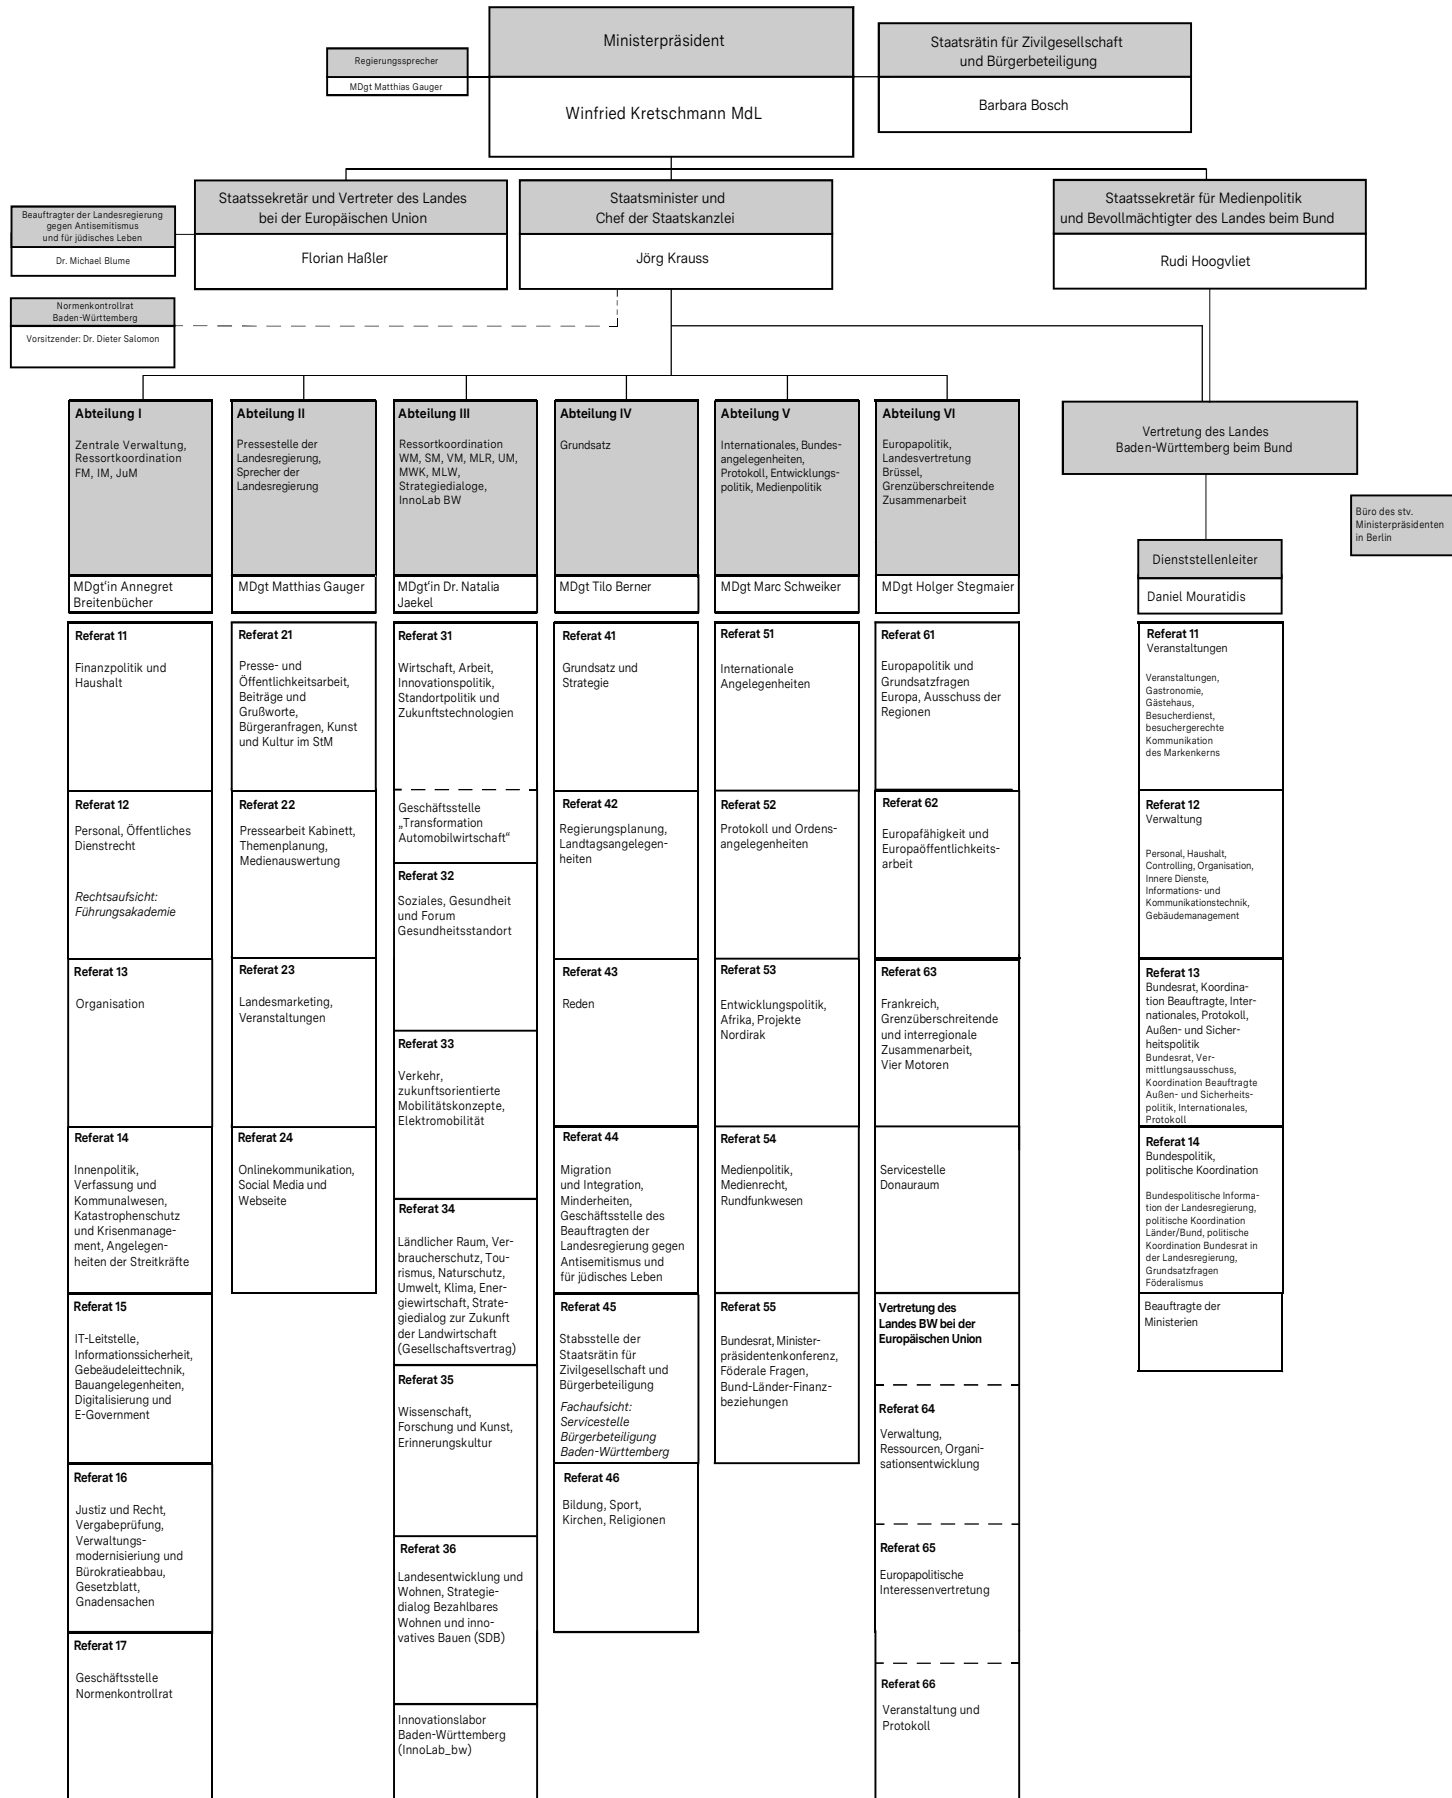 Ministerpräsident
Winfried Kretschmann MdL
Regierungssprecher
MDgt Matthias Gauger
Staatsrätin für Zivilgesellschaft
und Bürgerbeteiligung
Barbara Bosch
Staatssekretär und Vertreter des Landes
bei der Europäischen Union
Florian Haßler
Staatsminister und
Chef der Staatskanzlei
Jörg Krauss
Staatssekretär für Medienpolitik
und Bevollmächtigter des Landes beim Bund
Rudi Hoogvliet
Beauftragter der Landesregierung
gegen Antisemitismus
und für jüdisches Leben
Dr. Michael Blume
Normenkontrollrat
Baden-Württemberg
Vorsitzender: Dr. Dieter Salomon
Abteilung I
Zentrale Verwaltung,
Ressortkoordination
FM, IM, JuM
MDgt'in Annegret
Breitenbücher
Referat 11
Finanzpolitik und
Haushalt
Referat 12
Personal, Öffentliches
Dienstrecht
Rechtsaufsicht:
Führungsakademie
Referat 13
Organisation
Referat 14
Innenpolitik,
Verfassung und
Kommunalwesen,
Katastrophenschutz
und Krisenmanage-
ment, Angelegen-
heiten der Streitkräfte
Referat 15
IT-Leitstelle,
Informationssicherheit,
Gebeäudeleittechnik,
Bauangelegenheiten,
Digitalisierung und
E-Government
Referat 16
Justiz und Recht,
Vergabeprüfung,
Verwaltungs-
modernisieriung und
Bürokratieabbau,
Gesetzblatt,
Gnadensachen
Referat 17
Geschäftsstelle
Normenkontrollrat
Abteilung II
Pressestelle der
Landesregierung,
Sprecher der
Landesregierung
MDgt Matthias Gauger
Referat 21
Presse- und
Öffentlichkeitsarbeit,
Beiträge und
Grußworte,
Bürgeranfragen, Kunst
und Kultur im StM
Referat 22
Pressearbeit Kabinett,
Themenplanung,
Medienauswertung
Referat 23
Landesmarketing,
Veranstaltungen
Referat 24
Onlinekommunikation,
Social Media und
Webseite
Abteilung III
Ressortkoordination
WM, SM, VM, MLR, UM,
MWK, MLW,
Strategiedialoge,
InnoLab BW
MDgt'in Dr. Natalia
Jaekel
Referat 31
Wirtschaft, Arbeit,
Innovationspolitik,
Standortpolitik und
Zukunftstechnologien
Geschäftsstelle
„Transformation
Automobilwirtschaft“
Referat 32
Soziales, Gesundheit
und Forum
Gesundheitsstandort
Referat 33
Verkehr,
zukunftsorientierte
Mobilitätskonzepte,
Elektromobilität
Referat 34
Ländlicher Raum, Ver-
braucherschutz, Tou-
rismus, Naturschutz,
Umwelt, Klima, Ener-
giewirtschaft, Strate-
giedialog zur Zukunft
der Landwirtschaft
(Gesellschaftsvertrag)
Referat 35
Wissenschaft,
Forschung und Kunst,
Erinnerungskultur
Referat 36
Landesentwicklung und
Wohnen, Strategie-
dialog Bezahlbares
Wohnen und inno-
vatives Bauen (SDB)
Innovationslabor
Baden-Württemberg
(InnoLab_bw)
Abteilung IV
Grundsatz
MDgt Tilo Berner
Referat 41
Grundsatz und
Strategie
Referat 42
Regierungsplanung,
Landtagsangelegen-
heiten
Referat 43
Reden
Referat 44
Migration
und Integration,
Minderheiten,
Geschäftsstelle des
Beauftragten der
Landesregierung gegen
Antisemitismus und
für jüdisches Leben
Referat 45
Stabsstelle der
Staatsrätin für
Zivilgesellschaft und
Bürgerbeteiligung
Fachaufsicht:
Servicestelle
Bürgerbeteiligung
Baden-Württemberg
Referat 46
Bildung, Sport,
Kirchen, Religionen
Abteilung V
Internationales, Bundes-
angelegenheiten,
Protokoll, Entwicklungs-
politik, Medienpolitik
MDgt Marc Schweiker
Referat 51
Internationale
Angelegenheiten
Referat 52
Protokoll und Ordens-
angelegenheiten
Referat 53
Entwicklungspolitik,
Afrika, Projekte
Nordirak
Referat 54
Medienpolitik,
Medienrecht,
Rundfunkwesen
Referat 55
Bundesrat, Minister-
präsidentenkonferenz,
Föderale Fragen,
Bund-Länder-Finanz-
beziehungen
Abteilung VI
Europapolitik,
Landesvertretung
Brüssel,
Grenzüberschreitende
Zusammenarbeit
MDgt Holger Stegmaier
Referat 61
Europapolitik und
Grundsatzfragen
Europa, Ausschuss der
Regionen
Referat 62
Europafähigkeit und
Europaöffentlichkeits-
arbeit
Referat 63
Frankreich,
Grenzüberschreitende
und interregionale
Zusammenarbeit,
Vier Motoren
Servicestelle
Donauraum
Vertretung des
Landes BW bei der
Europäischen Union
Referat 64
Verwaltung,
Ressourcen, Organi-
sationsentwicklung
Referat 65
Europapolitische
Interessenvertretung
Referat 66
Veranstaltung und
Protokoll
Vertretung des Landes
Baden-Württemberg beim Bund
Büro des stv.
Ministerpräsidenten
in Berlin
Dienststellenleiter
Daniel Mouratidis
Referat 11
Veranstaltungen
Veranstaltungen,
Gastronomie,
Gästehaus,
Besucherdienst,
besuchergerechte
Kommunikation
des Markenkerns
Referat 12
Verwaltung
Personal, Haushalt,
Controlling, Organisation,
Innere Dienste,
Informations- und
Kommunikationstechnik,
Gebäudemanagement
Referat 13
Bundesrat, Koordina-
tion Beauftragte, Inter-
nationales, Protokoll,
Außen- und Sicher-
heitspolitik
Bundesrat, Ver-
mittlungsausschuss,
Koordination Beauftragte
Außen- und Sicherheits-
politik, Internationales,
Protokoll
Referat 14
Bundespolitik,
politische Koordination
Bundespolitische Informa-
tion der Landesregierung,
politische Koordination
Länder/Bund, politische
Koordination Bundesrat in
der Landesregierung,
Grundsatzfragen
Föderalismus
Beauftragte der
Ministerien